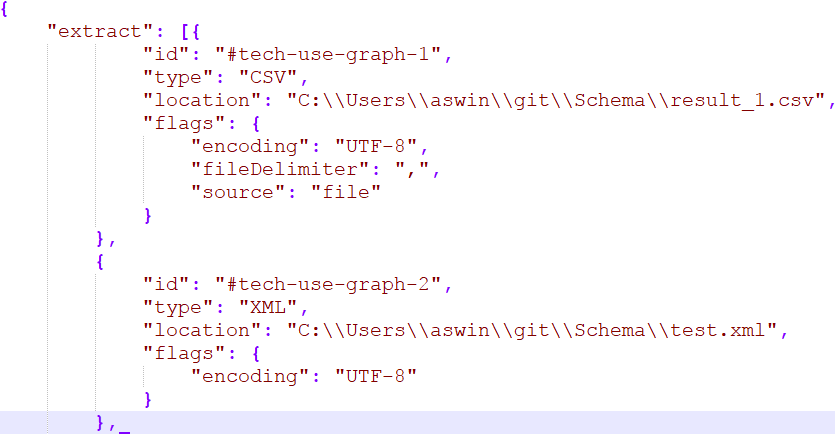 {
    "extract": [{
            "id": "#tech-use-graph-1",
            "type": "CSV",
            "location": "C:\\Users\\aswin\\git\\Schema\\result_1.csv",
            "flags": {
                "encoding": "UTF-8",
                "fileDelimiter": ",",
                "source": "file"
            }
        },
        {
            "id": "#tech-use-graph-2",
            "type": "XML",
            "location": "C:\\Users\\aswin\\git\\Schema\\test.xml",
            "flags": {
                "encoding": "UTF-8"
            }
        },